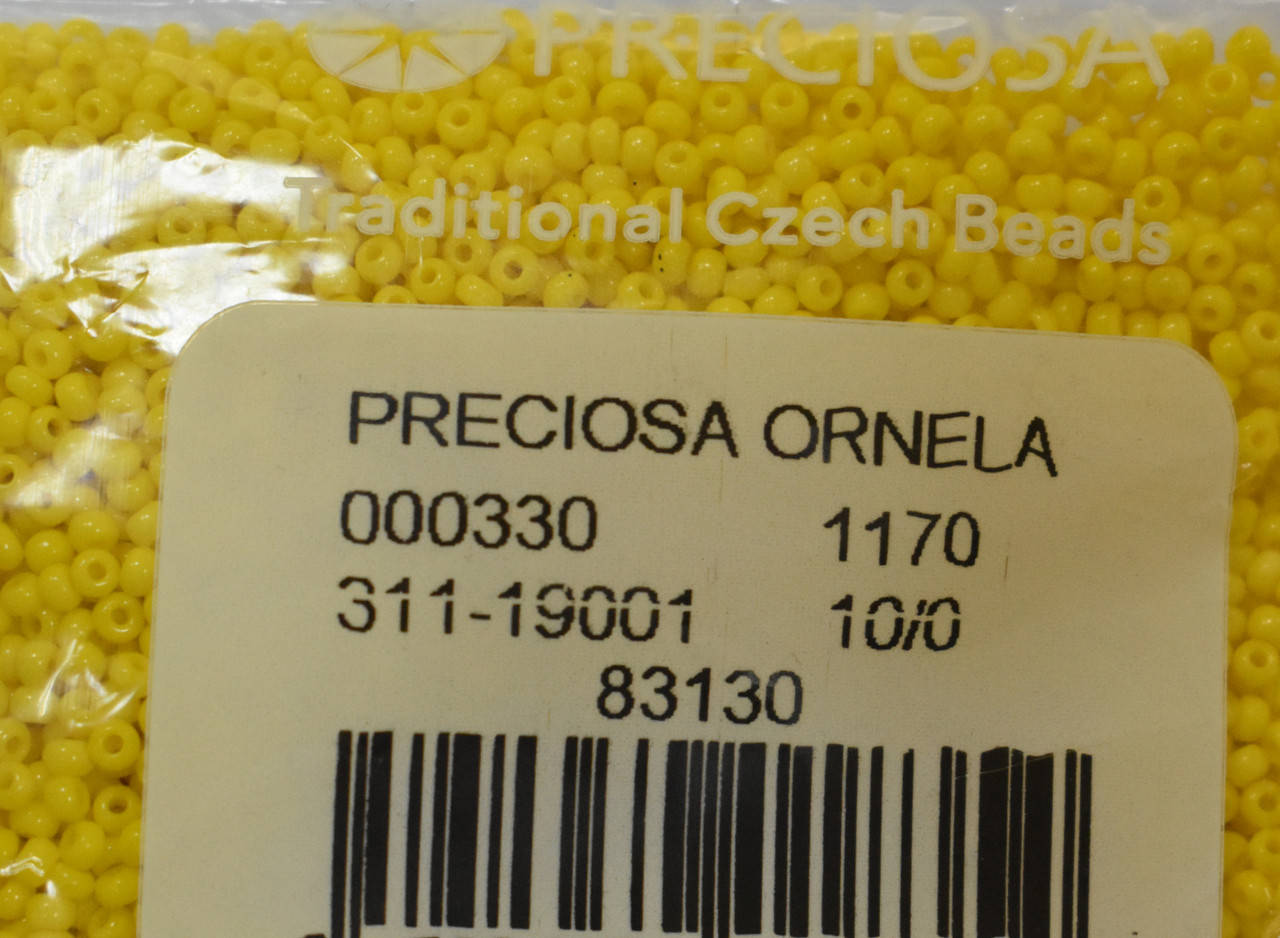 PRECIOSA
Traditional Czech Beads
PRECIOSA ORNELA
000330 1170
311-19001 10/0
83130